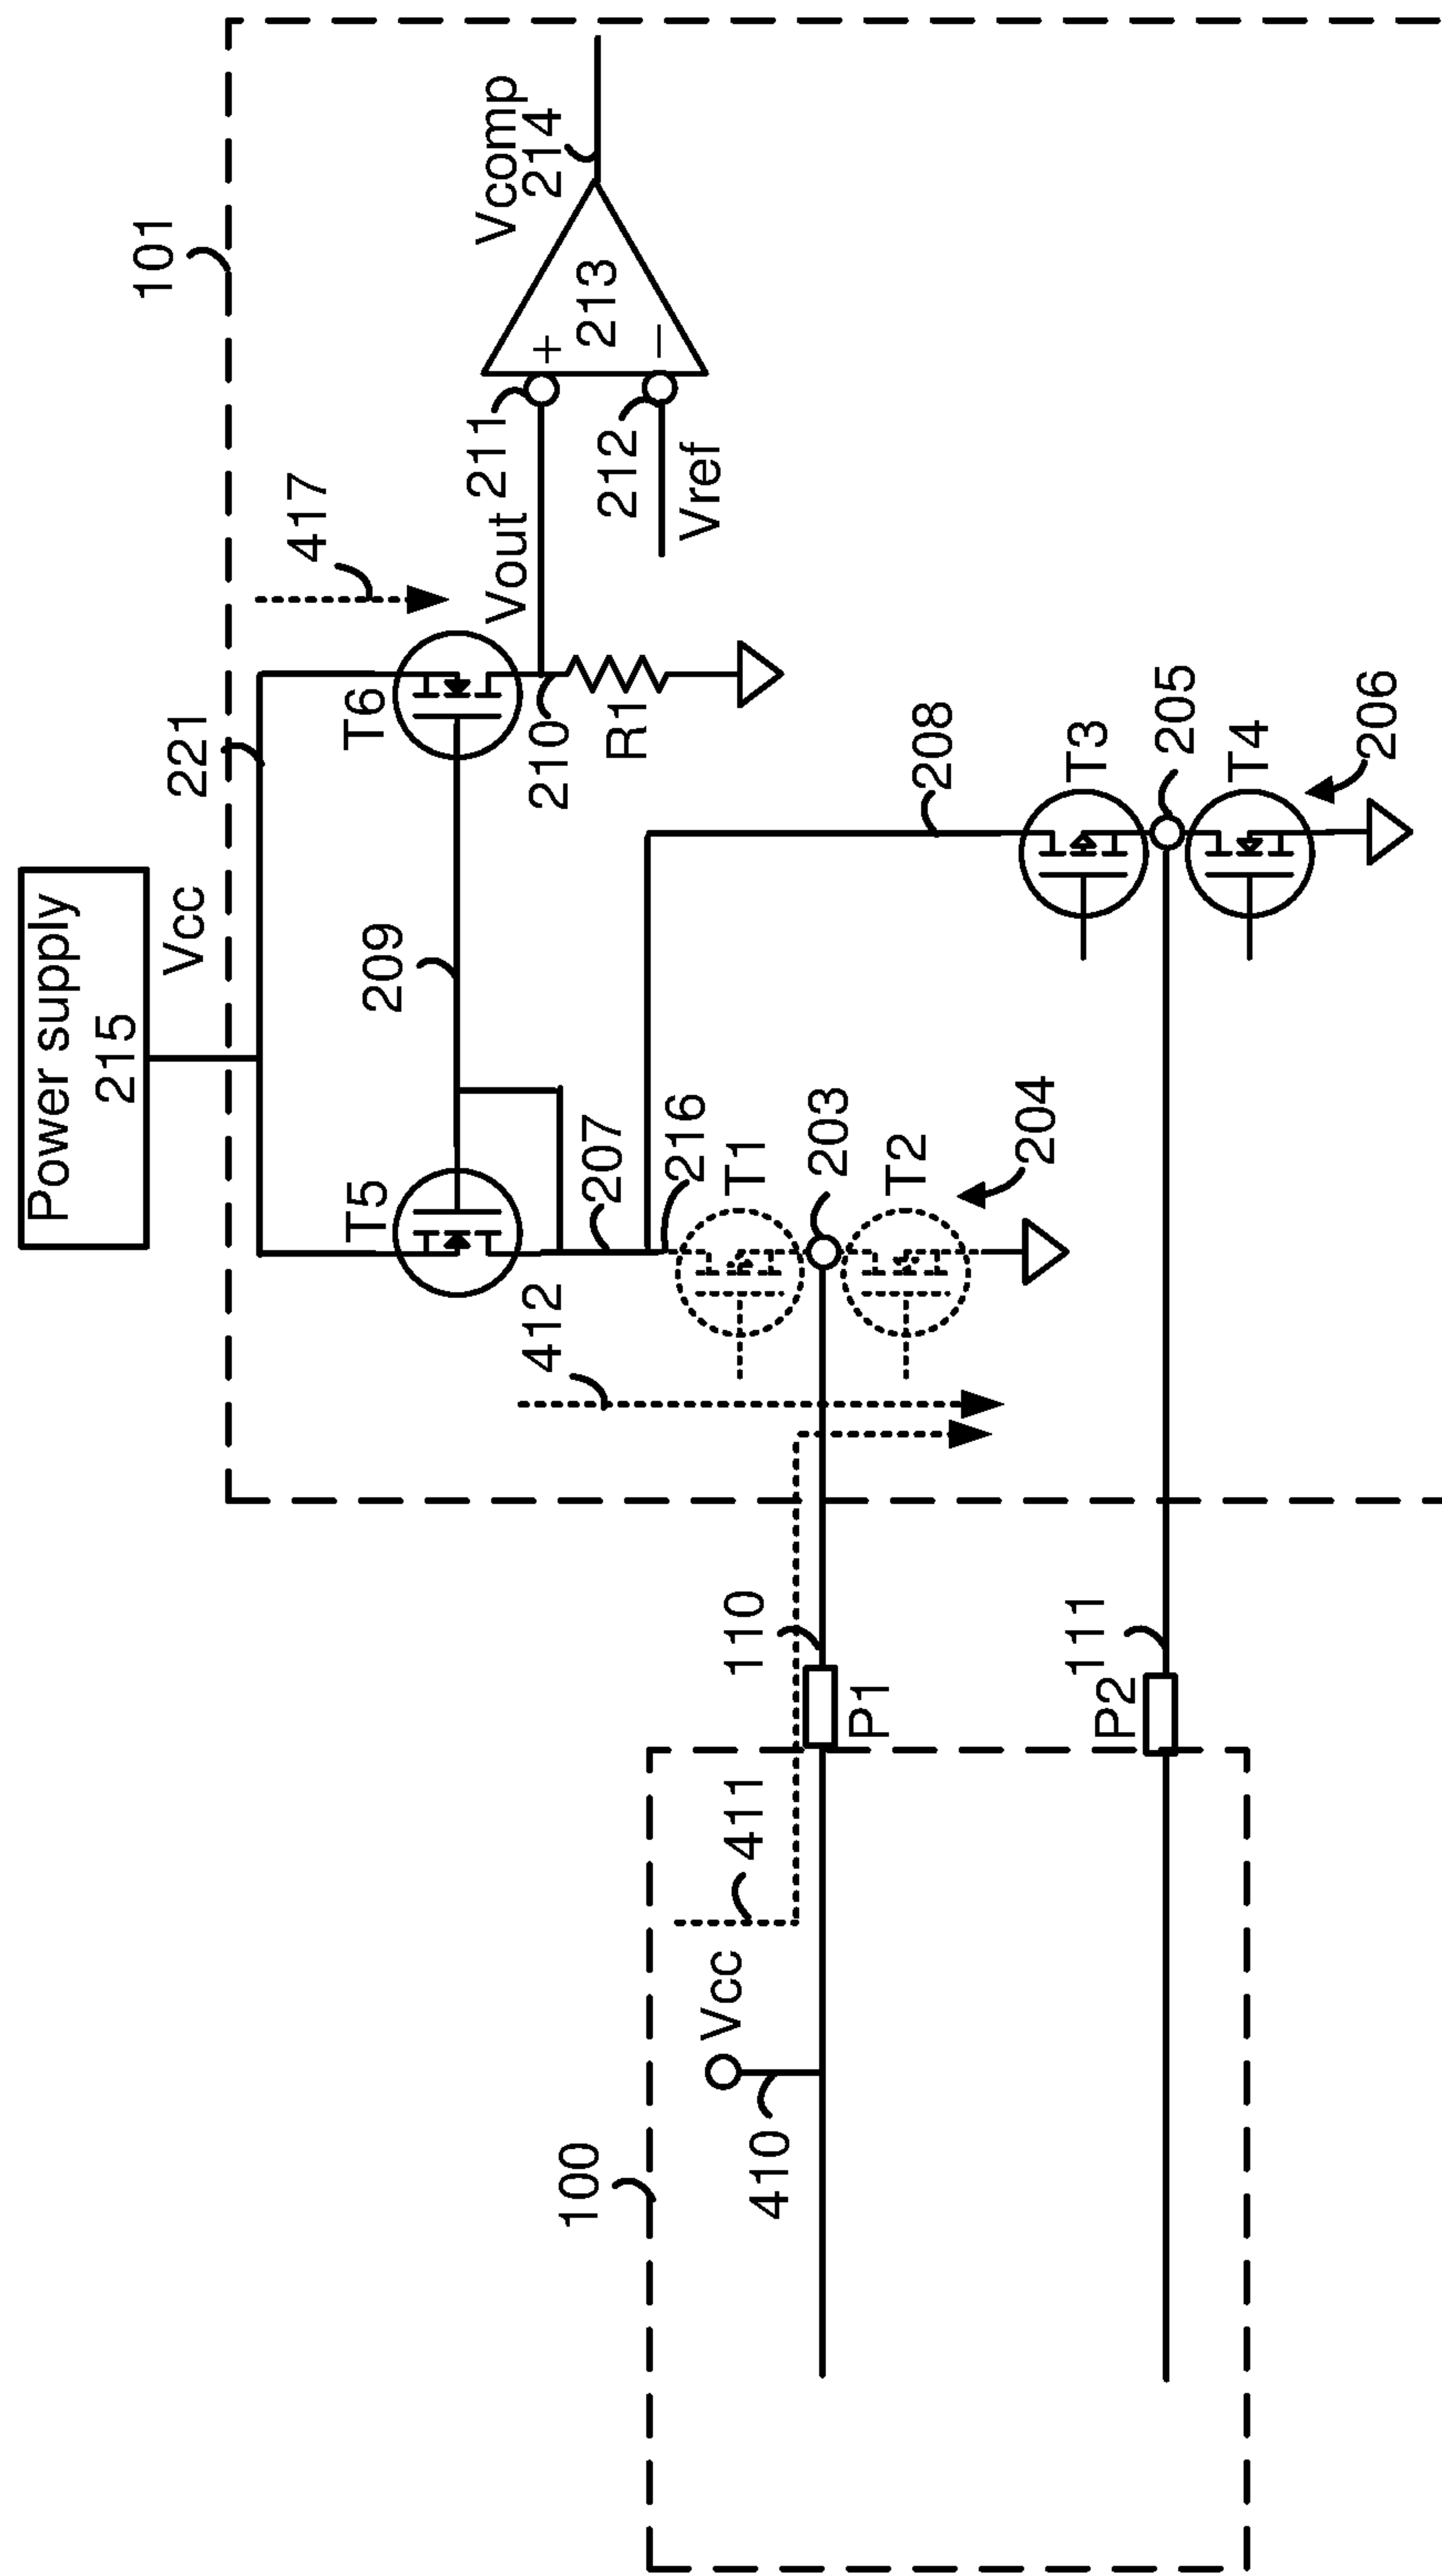 Power supply
215
Vcc
221
101
417
T5
209
T6
412
207
216
210
R1
Vout
211
212
Vref
+
−
213
Vcomp
214
T1
203
T2
204
208
T3
205
T4
206
100
410
Vcc
411
110
P1
111
P2